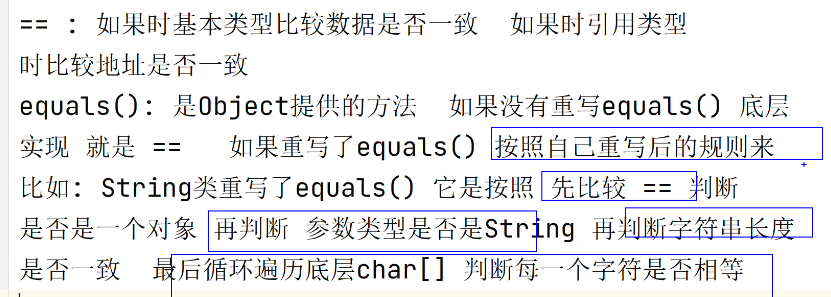 == : 如果时基本类型比较数据是否一致  如果时引用类型
时比较地址是否一致
equals(): 是Object提供的方法  如果没有重写equals() 底层
实现 就是 ==   如果重写了equals() 按照自己重写后的规则来
比如: String类重写了equals() 它是按照 先比较 == 判断
是否是一个对象 再判断 参数类型是否是String 再判断字符串长度
是否一致  最后循环遍历底层char[] 判断每一个字符是否相等